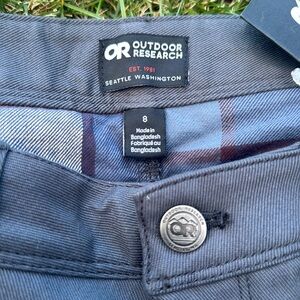 OR OUTDOOR
RESEARCH
EST. 1981
SEATTLE WASHINGTON
8
Made in
Bangladesh
Fabriqué au
Bangladesh
OR